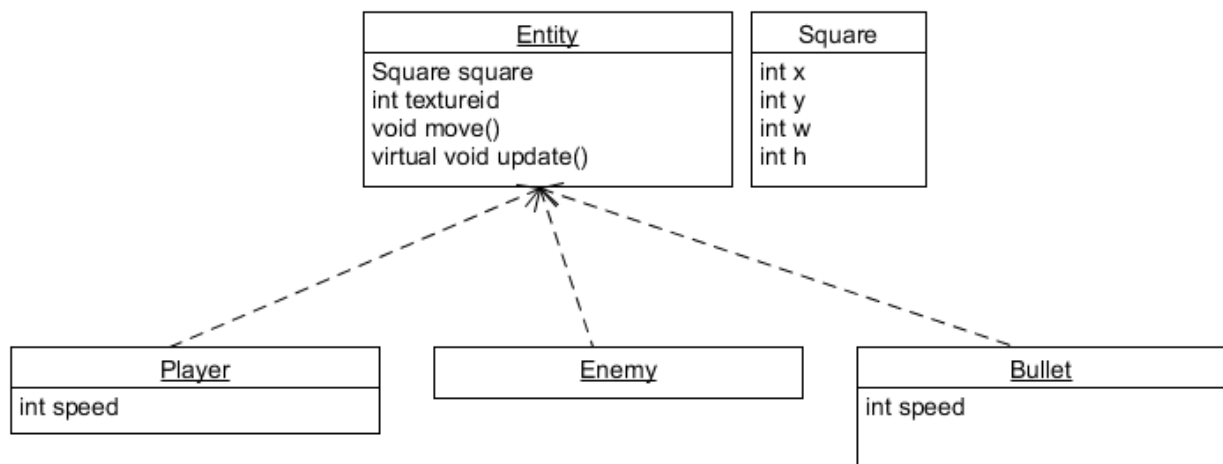 Entity
Square square
int textureid
void move()
virtual void update()
Square
int x
int y
int w
int h
Player
int speed
Enemy
Bullet
int speed